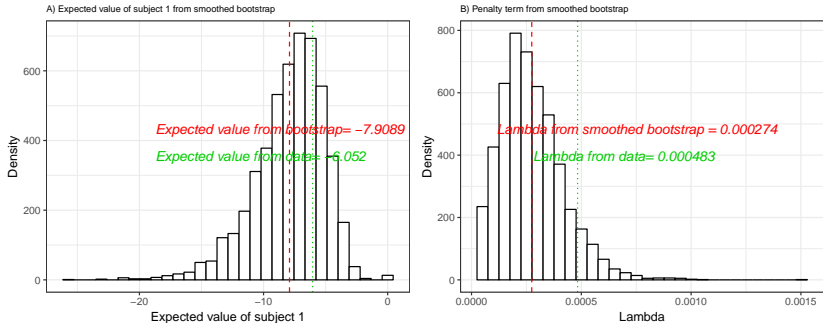 A) Expected value of subject 1 from smoothed bootstrap
Density
600
400
200
0
Expected value from bootstrap= −7.9089
Expected value from data= −6.052
−20
−10
0
Expected value of subject 1
B) Penalty term from smoothed bootstrap
Density
800
600
400
200
0
Lambda from smoothed bootstrap = 0.000274
Lambda from data= 0.000483
0.0000
0.0005
0.0010
0.0015
Lambda